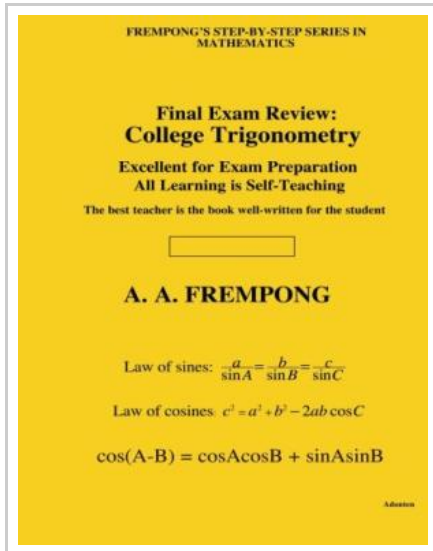 FREMPONG'S STEP-BY-STEP SERIES IN
MATHEMATICS
Final Exam Review:
College Trigonometry
Excellent for Exam Preparation
All Learning is Self-Teaching
The best teacher is the book well-written for the student
A. A. FREMPONG
Law of sines: a/sinA = b/sinB = c/sinC
Law of cosines c² = a² + b² − 2ab cosC
cos(A-B) = cosAcosB + sinAsinB
Adonten